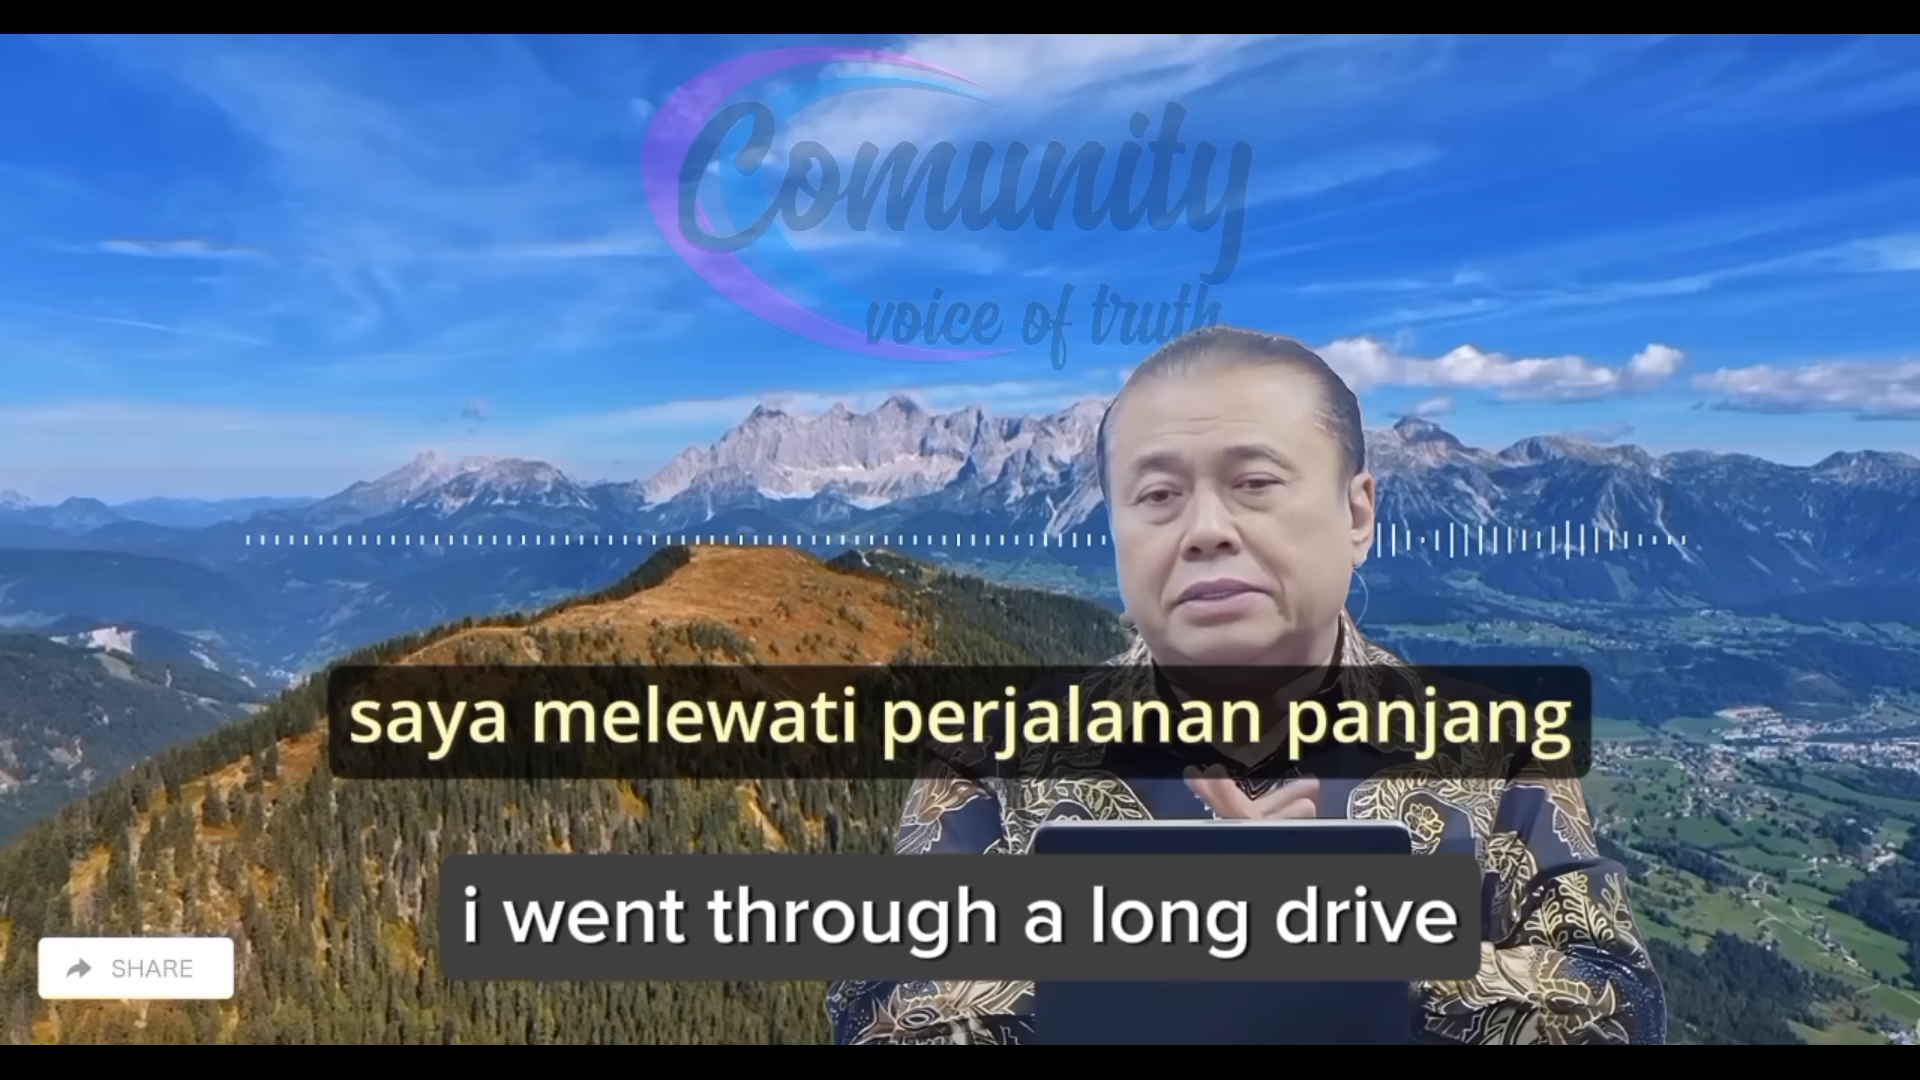 Comunity
voice of truth
saya melewati perjalanan panjang
i went through a long drive
SHARE